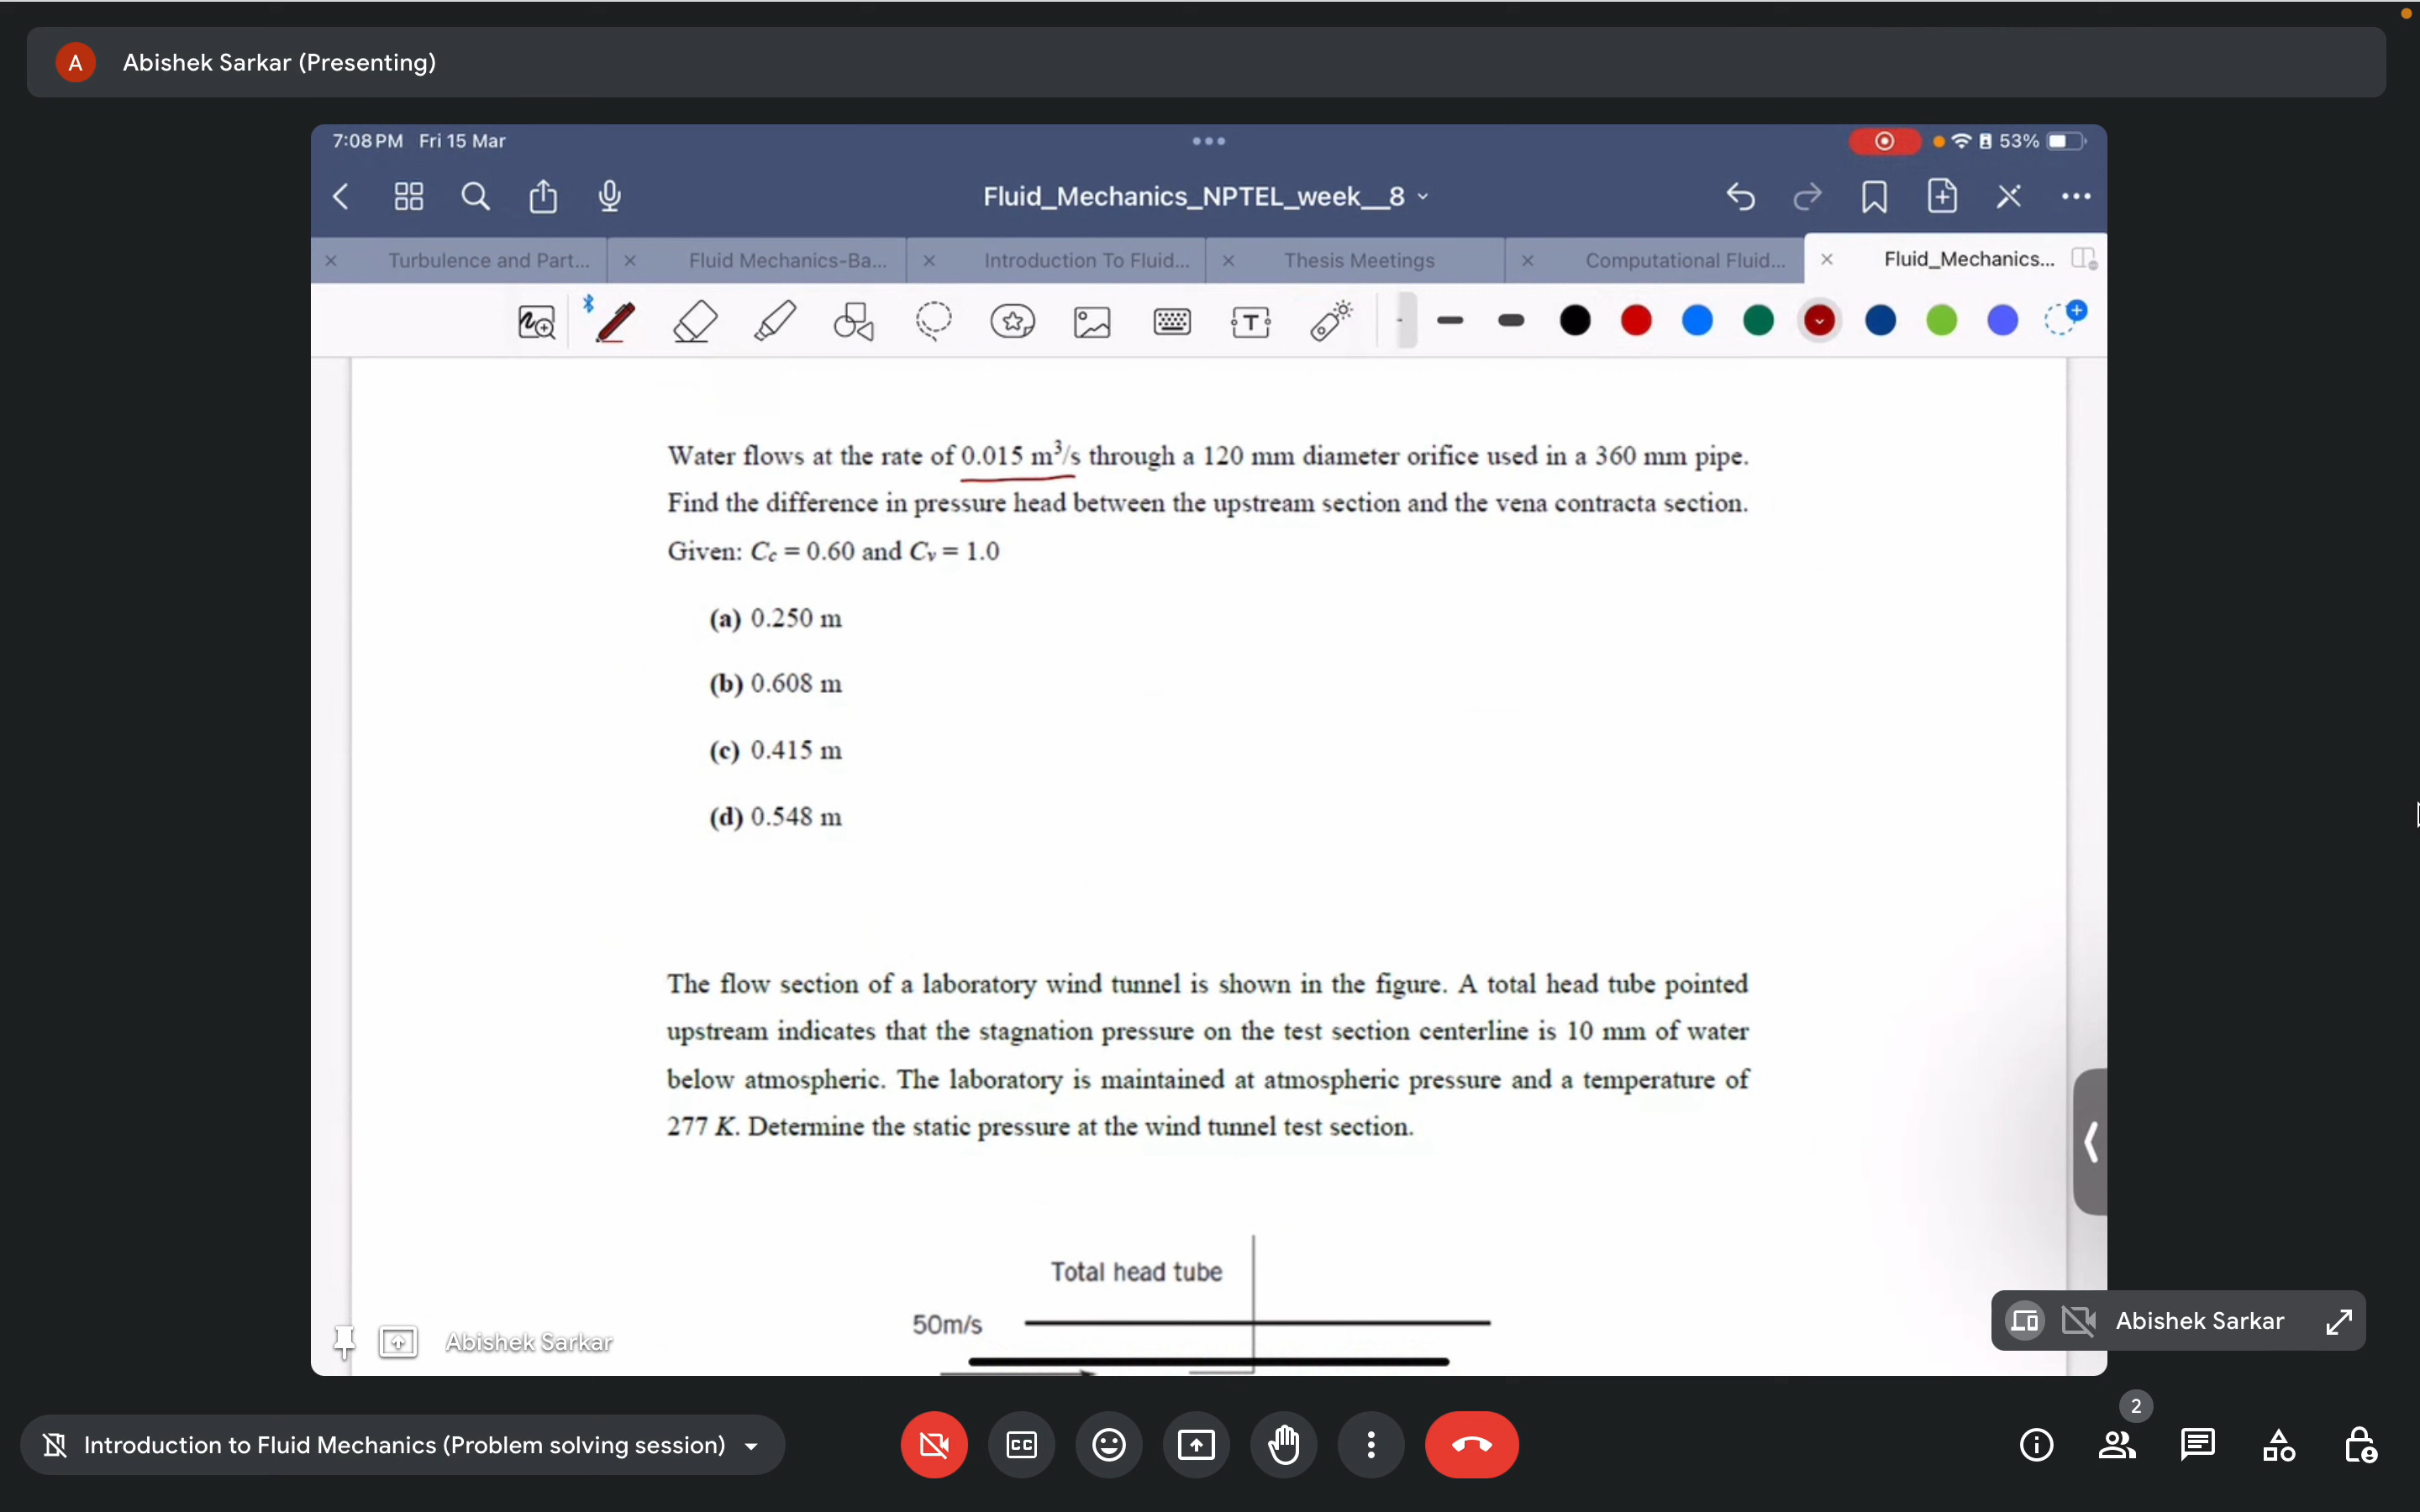 A Abishek Sarkar (Presenting)
7:08 PM Fri 15 Mar
53%
Fluid_Mechanics_NPTEL_week__8
Turbulence and Part...
Fluid Mechanics-Ba...
Introduction To Fluid...
Thesis Meetings
Computational Fluid...
Fluid_Mechanics...
T
Water flows at the rate of 0.015 m³/s through a 120 mm diameter orifice used in a 360 mm pipe.
Find the difference in pressure head between the upstream section and the vena contracta section.
Given: Cc = 0.60 and Cv = 1.0
(a) 0.250 m
(b) 0.608 m
(c) 0.415 m
(d) 0.548 m
The flow section of a laboratory wind tunnel is shown in the figure. A total head tube pointed
upstream indicates that the stagnation pressure on the test section centerline is 10 mm of water
below atmospheric. The laboratory is maintained at atmospheric pressure and a temperature of
277 K. Determine the static pressure at the wind tunnel test section.
Total head tube
50m/s
Abishek Sarkar
Abishek Sarkar
2
Introduction to Fluid Mechanics (Problem solving session)
CC